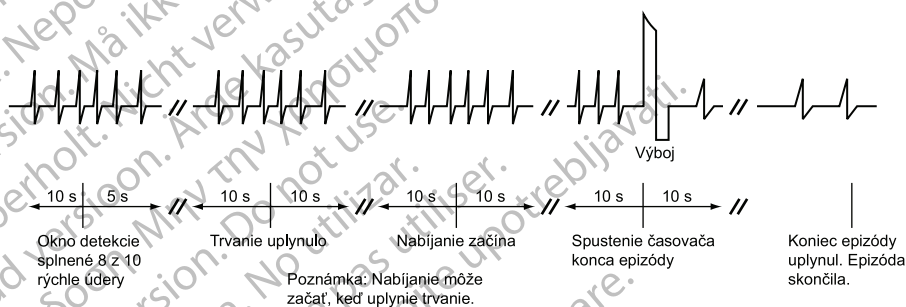 Výboj
10 s 5 s 10 s 10 s 10 s 10 s 10 s 10 s
Okno detekcie
splnené 8 z 10
rýchle údery
Trvanie uplynulo
Nabíjanie začína
Spustenie časovača
konca epizódy
Koniec epizódy
uplynul. Epizóda
skončila.
Poznámka: Nabíjanie môže
začať, keď uplynie trvanie.